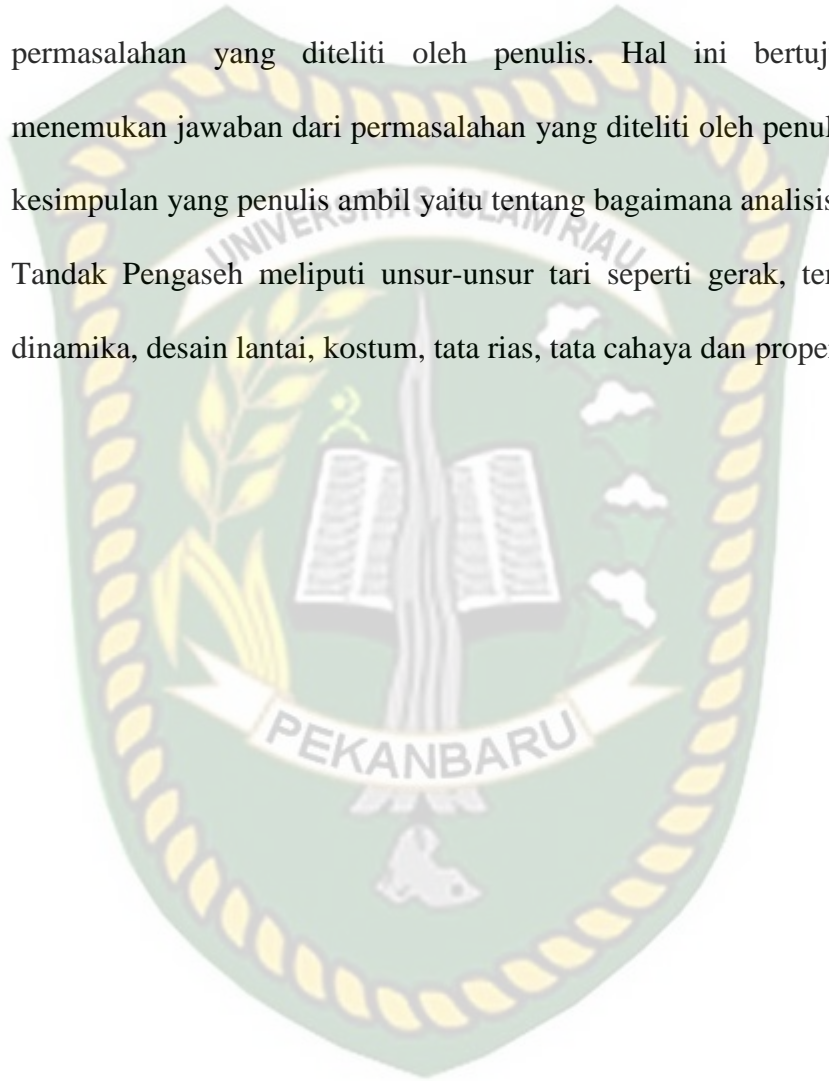 permasalahan yang diteliti oleh penulis. Hal ini
menemukan jawaban dari permasalahan yang diteliti oleh
kesimpulan yang penulis ambil yaitu tentang bagaimana analisis
Tandak Pengaseh meliputi unsur-unsur tari seperti gerak,
dinamika, desain lantai, kostum, tata rias, tata cahaya dan
UNIVERSITAS ISLAM RIAU
PEKANBARU